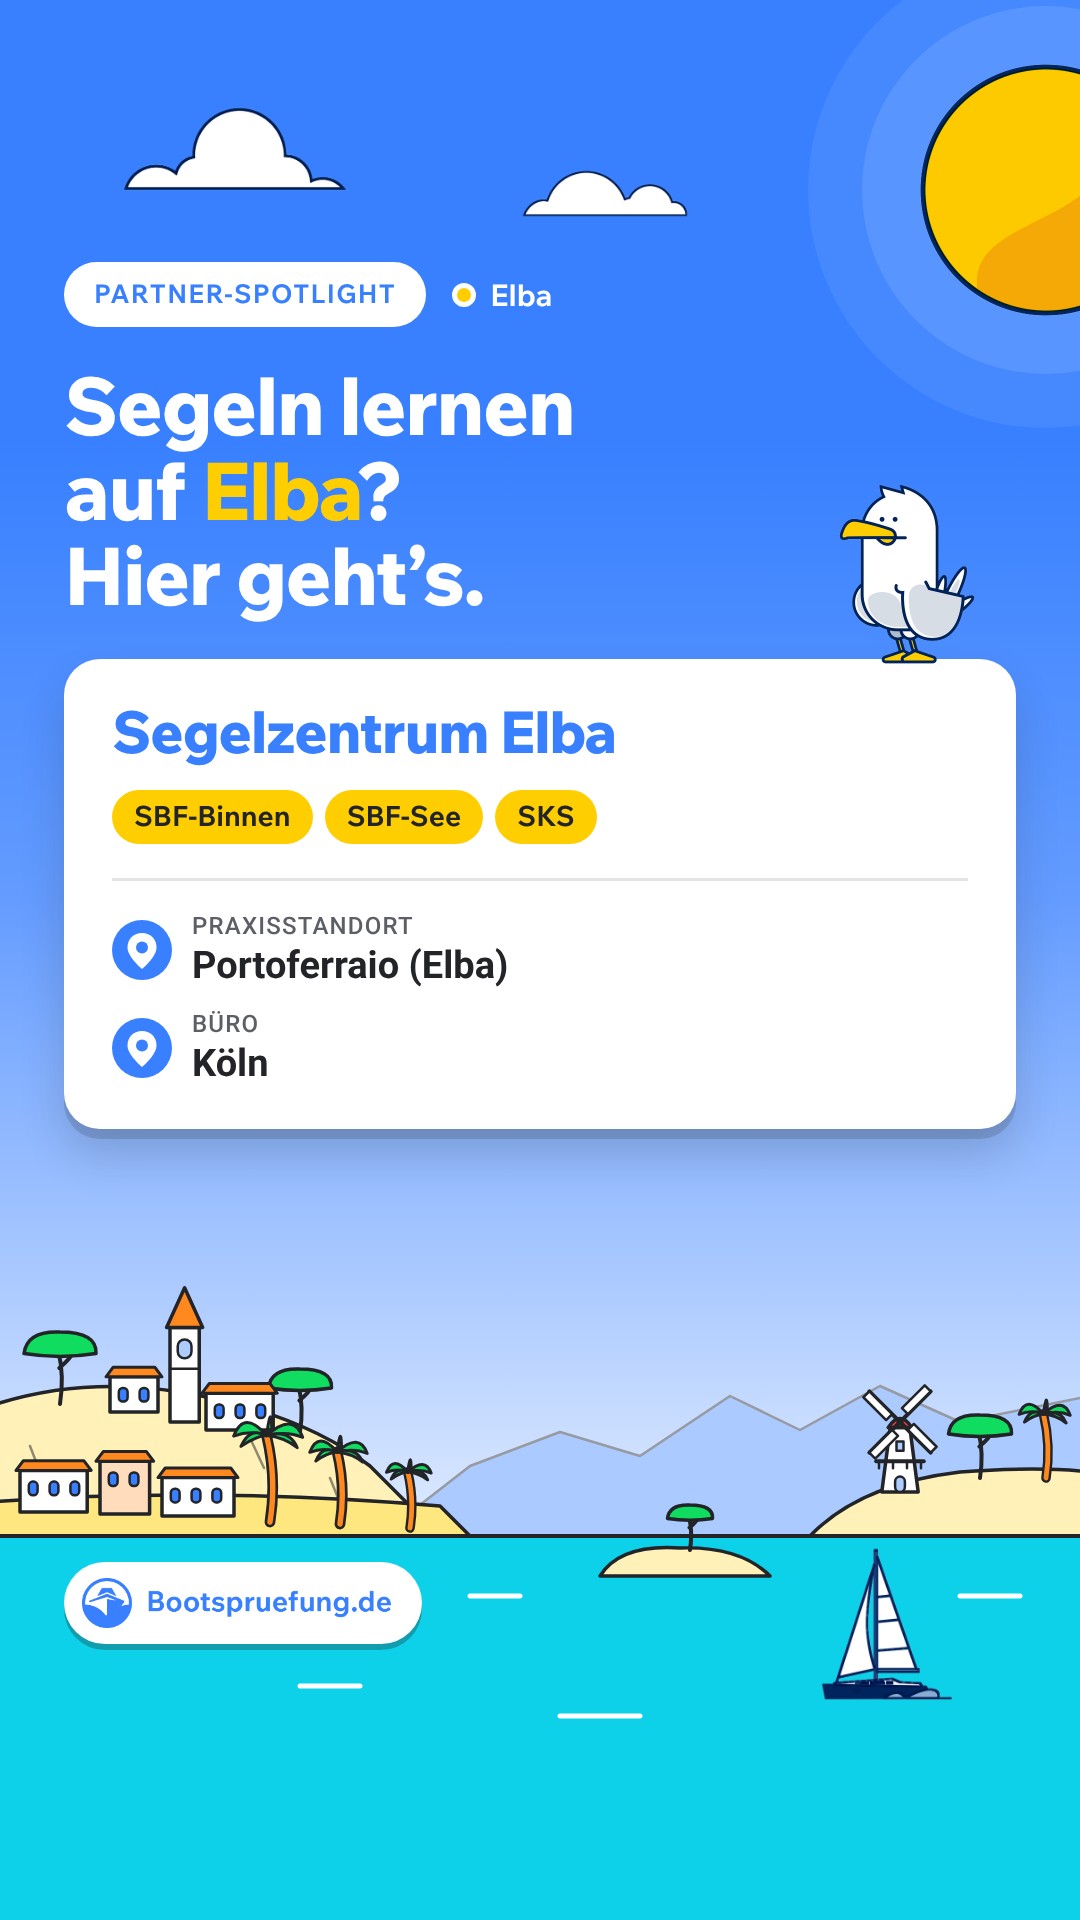 PARTNER-SPOTLIGHT
Elba
Segeln lernen
auf Elba?
Hier geht’s.
Segelzentrum Elba
SBF-Binnen
SBF-See
SKS
PRAXISSTANDORT
Portoferraio (Elba)
BÜRO
Köln
Bootspruefung.de